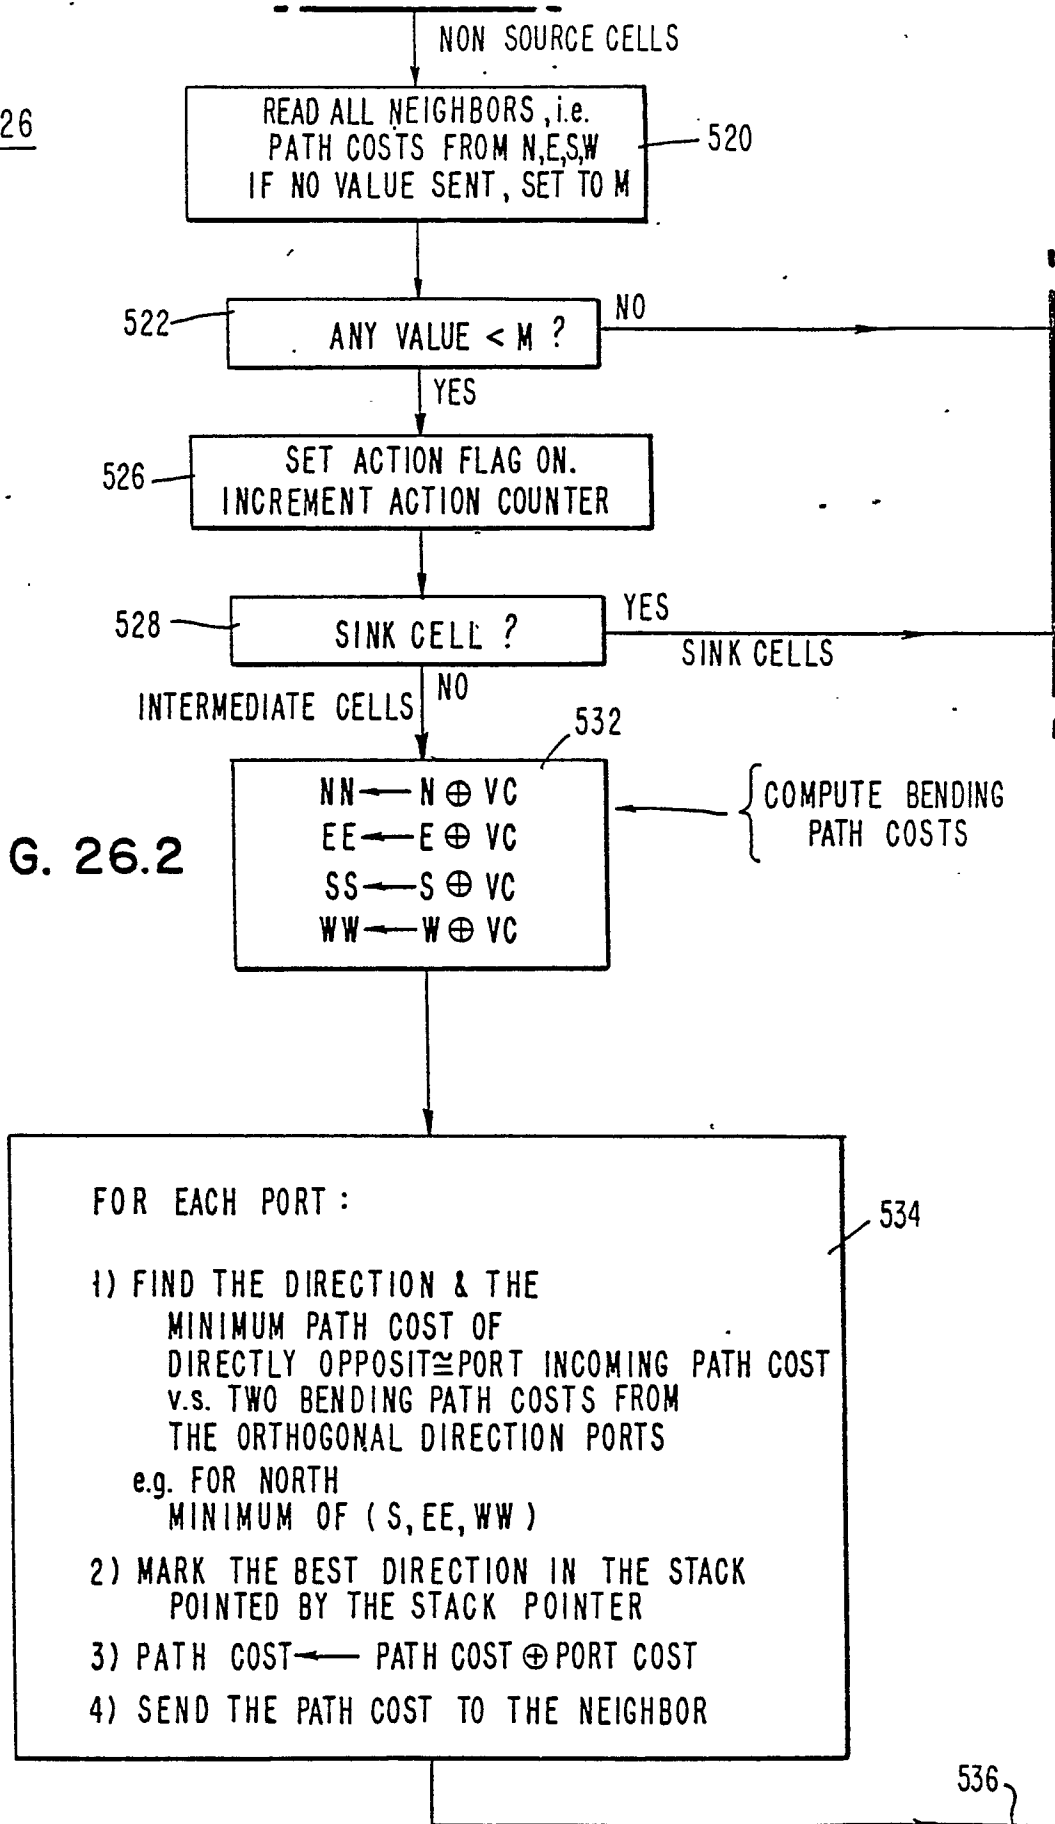 NON SOURCE CELLS
26
READ ALL NEIGHBORS, i.e.
PATH COSTS FROM N,E,S,W
IF NO VALUE SENT, SET TO M
520
522
ANY VALUE < M ?
NO
YES
526
SET ACTION FLAG ON.
INCREMENT ACTION COUNTER
528
SINK CELL ?
YES
SINK CELLS
NO
INTERMEDIATE CELLS
532
NN ← N ⊕ VC
EE ← E ⊕ VC
SS ← S ⊕ VC
WW ← W ⊕ VC
COMPUTE BENDING
PATH COSTS
G. 26.2
FOR EACH PORT :
534
1) FIND THE DIRECTION & THE
MINIMUM PATH COST OF
DIRECTLY OPPOSIT≅PORT INCOMING PATH COST
v.s. TWO BENDING PATH COSTS FROM
THE ORTHOGONAL DIRECTION PORTS
e.g. FOR NORTH
MINIMUM OF ( S, EE, WW )
2) MARK THE BEST DIRECTION IN THE STACK
POINTED BY THE STACK POINTER
3) PATH COST ← PATH COST ⊕ PORT COST
4) SEND THE PATH COST TO THE NEIGHBOR
536